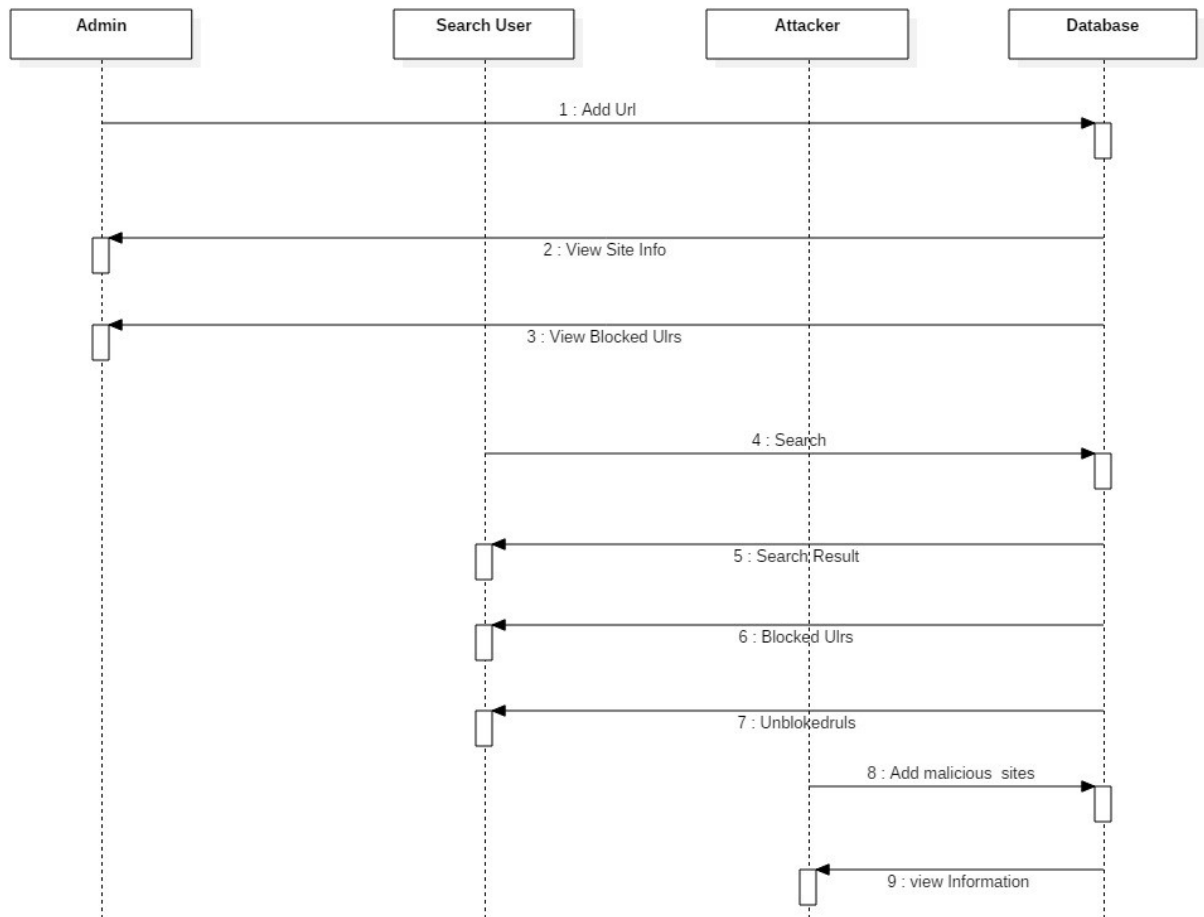 Admin
Search User
Attacker
Database
1 : Add Url
2 : View Site Info
3 : View Blocked Ulrs
4 : Search
5 : Search Result
6 : Blocked Ulrs
7 : Unblokedruls
8 : Add malicious  sites
9 : view Information